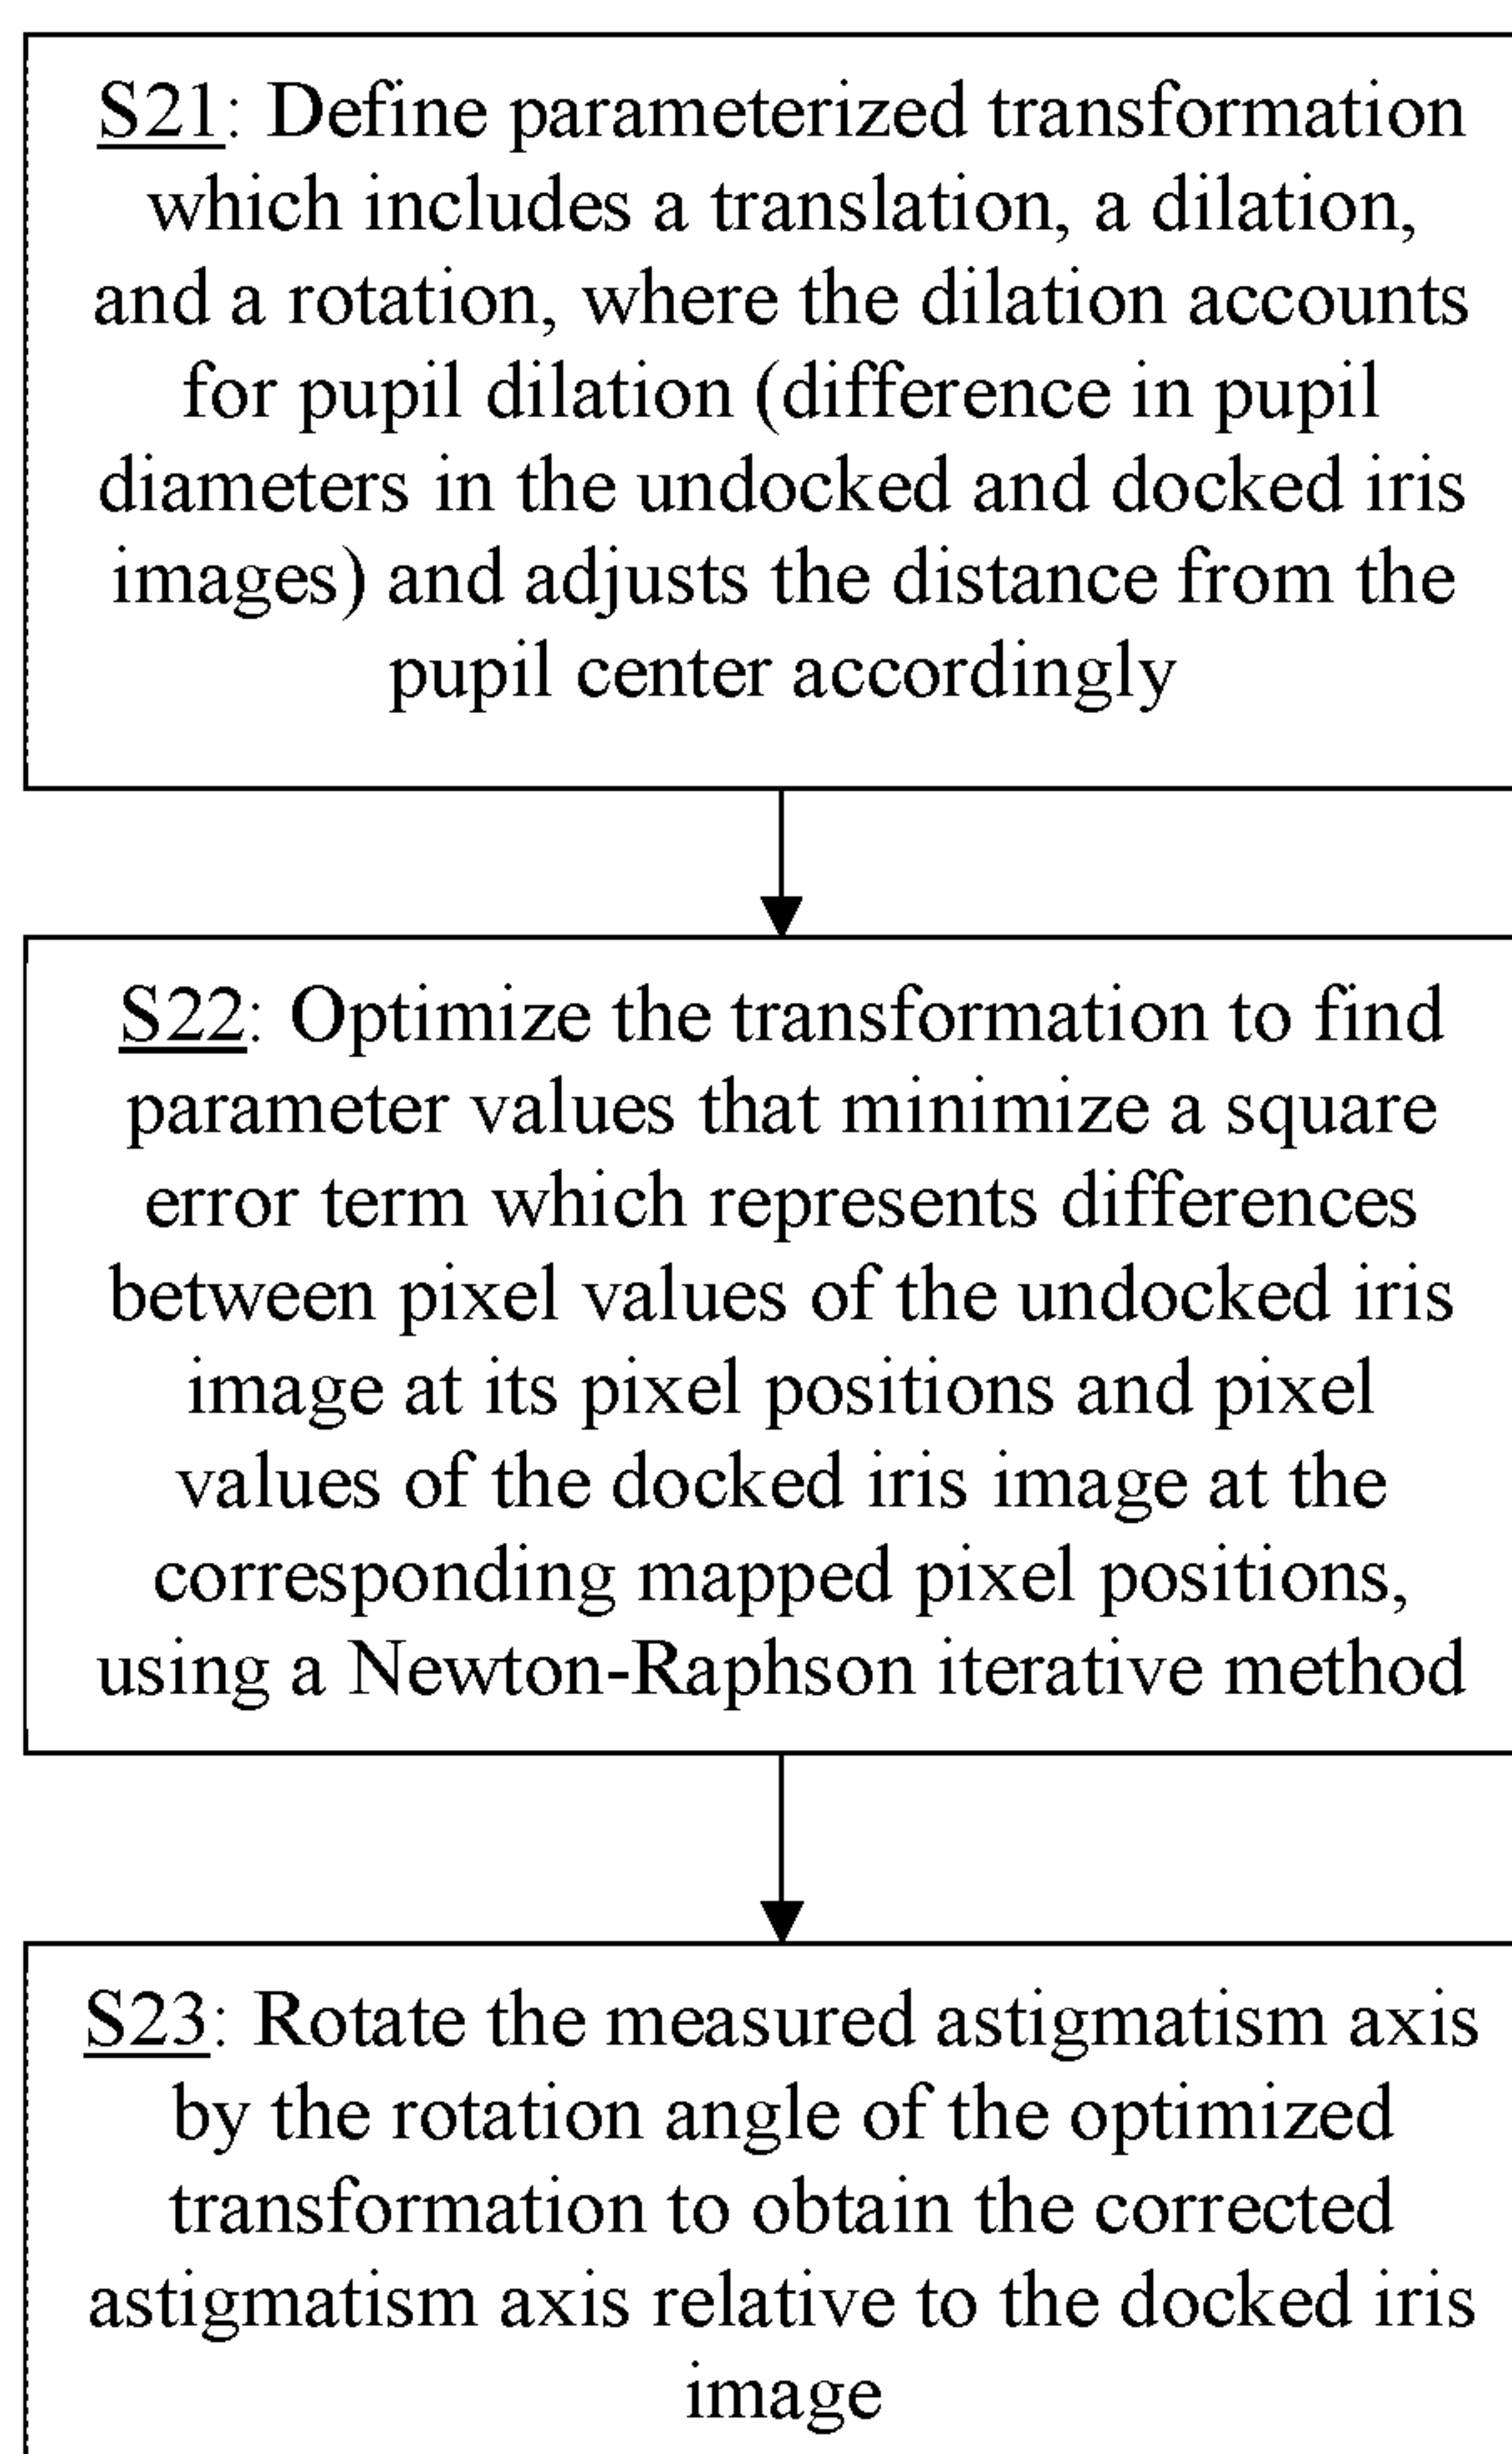 S21: Define parameterized transformation
which includes a translation, a dilation,
and a rotation, where the dilation accounts
for pupil dilation (difference in pupil
diameters in the undocked and docked iris
images) and adjusts the distance from the
pupil center accordingly
S22: Optimize the transformation to find
parameter values that minimize a square
error term which represents differences
between pixel values of the undocked iris
image at its pixel positions and pixel
values of the docked iris image at the
corresponding mapped pixel positions,
using a Newton-Raphson iterative method
S23: Rotate the measured astigmatism axis
by the rotation angle of the optimized
transformation to obtain the corrected
astigmatism axis relative to the docked iris
image